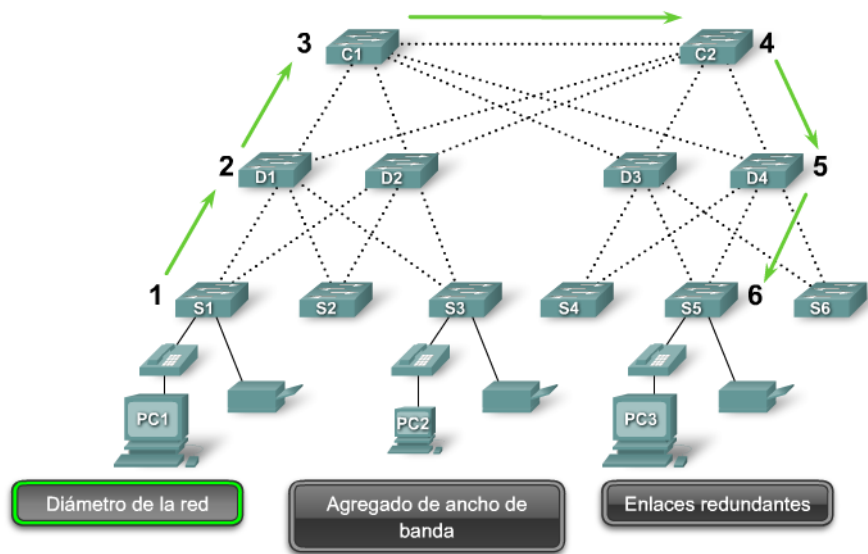 3
C1
C2
4
2
D1
D2
D3
D4
5
1
S1
S2
S3
S4
S5
6
S6
PC1
PC2
PC3
Diámetro de la red
Agregado de ancho de
banda
Enlaces redundantes